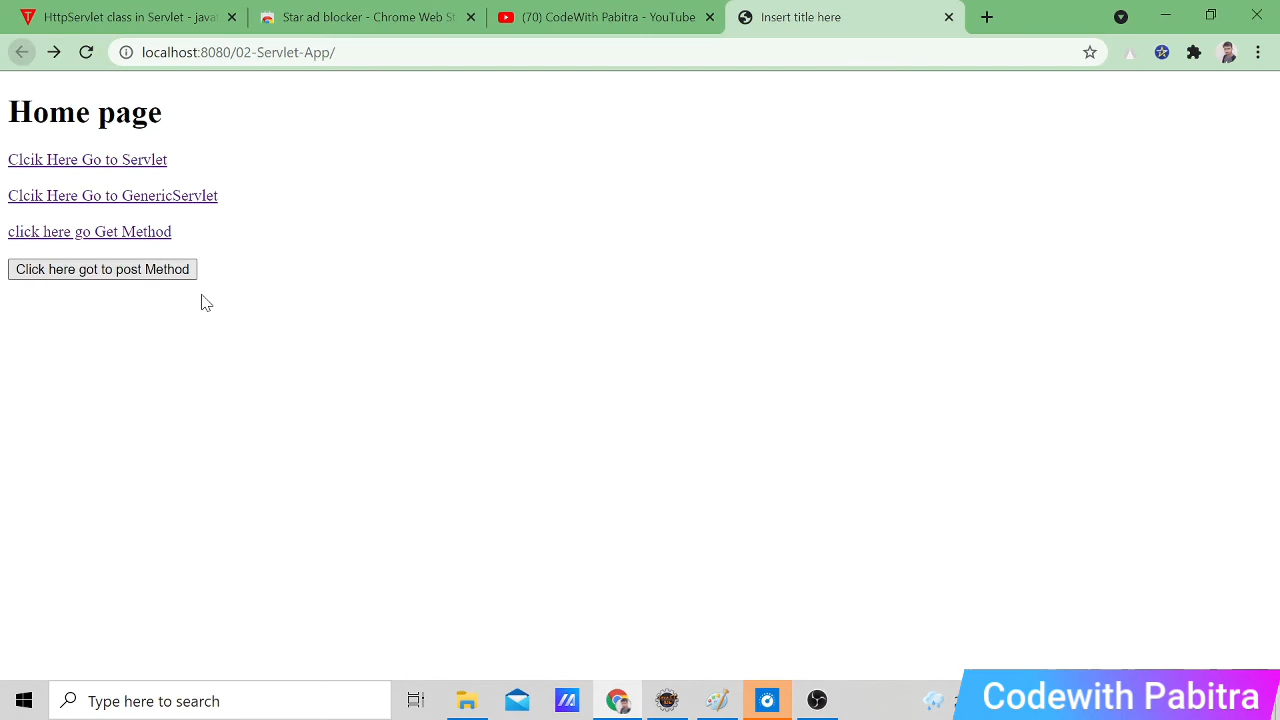 HttpServlet class in Servlet - java
Star ad blocker - Chrome Web S
(70) CodeWith Pabitra - YouTube
Insert title here
localhost:8080/02-Servlet-App/
Home page
Clcik Here Go to Servlet
Clcik Here Go to GenericServlet
click here go Get Method
Click here got to post Method
Type here to search
Codewith Pabitra